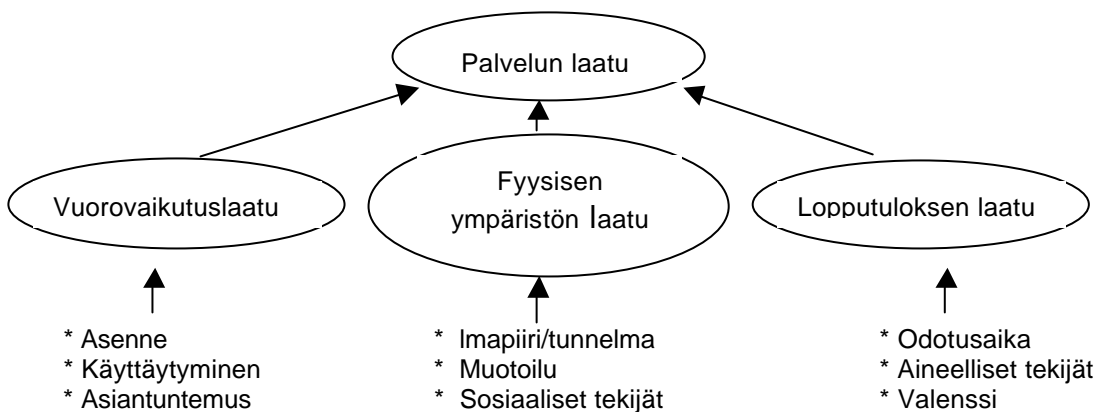 Palvelun laatu
Vuorovaikutuslaatu
Fyysisen
ympäristön laatu
Lopputuloksen laatu
* Asenne
* Käyttäytyminen
* Asiantuntemus
* Imapiiri/tunnelma
* Muotoilu
* Sosiaaliset tekijät
* Odotusaika
* Aineelliset tekijät
* Valenssi